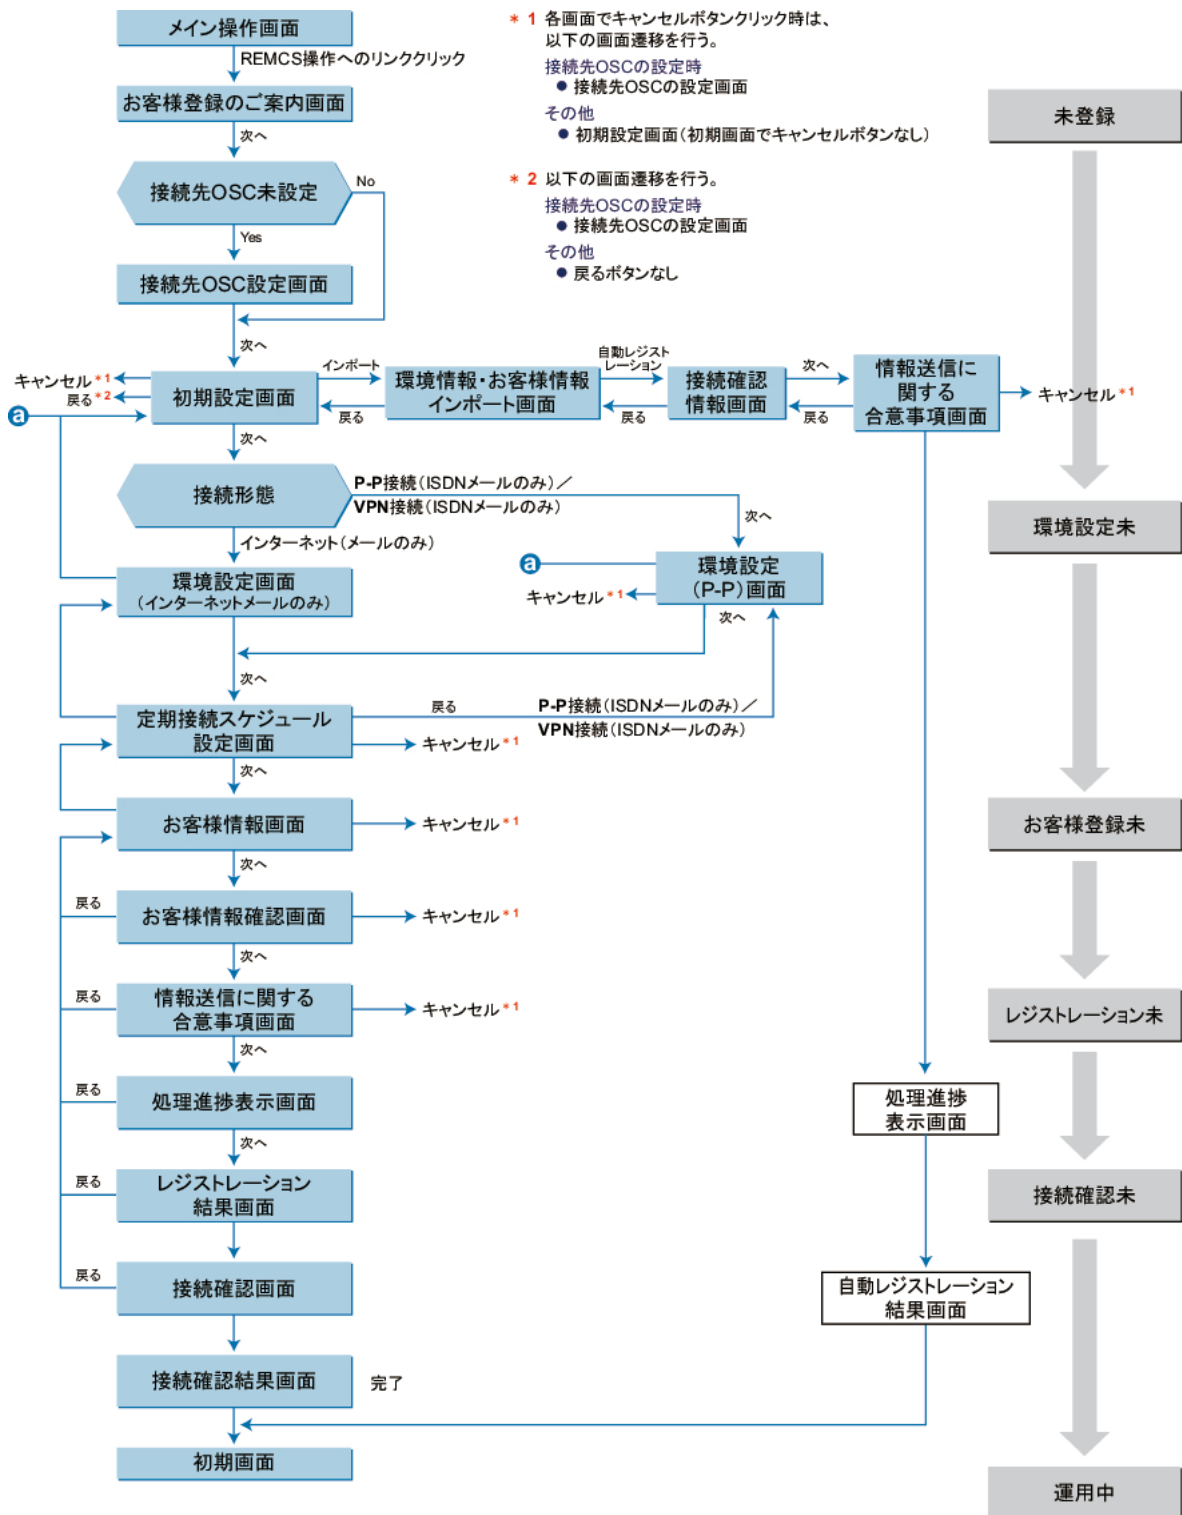 メイン操作画面
REMCS操作へのリンククリック
お客様登録のご案内画面
次へ
接続先OSC未設定
No
Yes
接続先OSC設定画面
次へ
* 1 各画面でキャンセルボタンクリック時は、
以下の画面遷移を行う。
接続先OSCの設定時
● 接続先OSCの設定画面
その他
● 初期設定画面(初期画面でキャンセルボタンなし)
* 2 以下の画面遷移を行う。
接続先OSCの設定時
● 接続先OSCの設定画面
その他
● 戻るボタンなし
キャンセル*1
戻る*2
a
初期設定画面
インポート
戻る
環境情報・お客様情報
インポート画面
自動レジスト
レーション
戻る
接続確認
情報画面
次へ
戻る
情報送信に
関する
合意事項画面
キャンセル*1
次へ
接続形態
P-P接続(ISDNメールのみ)／
VPN接続(ISDNメールのみ)
次へ
インターネット(メールのみ)
環境設定画面
(インターネットメールのみ)
a
キャンセル*1
環境設定
(P-P)画面
次へ
次へ
定期接続スケジュール
設定画面
戻る
P-P接続(ISDNメールのみ)／
VPN接続(ISDNメールのみ)
キャンセル*1
次へ
お客様情報画面
キャンセル*1
次へ
戻る
お客様情報確認画面
キャンセル*1
次へ
戻る
情報送信に関する
合意事項画面
キャンセル*1
次へ
戻る
処理進捗表示画面
次へ
戻る
レジストレーション
結果画面
戻る
接続確認画面
接続確認結果画面
完了
初期画面
処理進捗
表示画面
自動レジストレーション
結果画面
未登録
環境設定未
お客様登録未
レジストレーション未
接続確認未
運用中